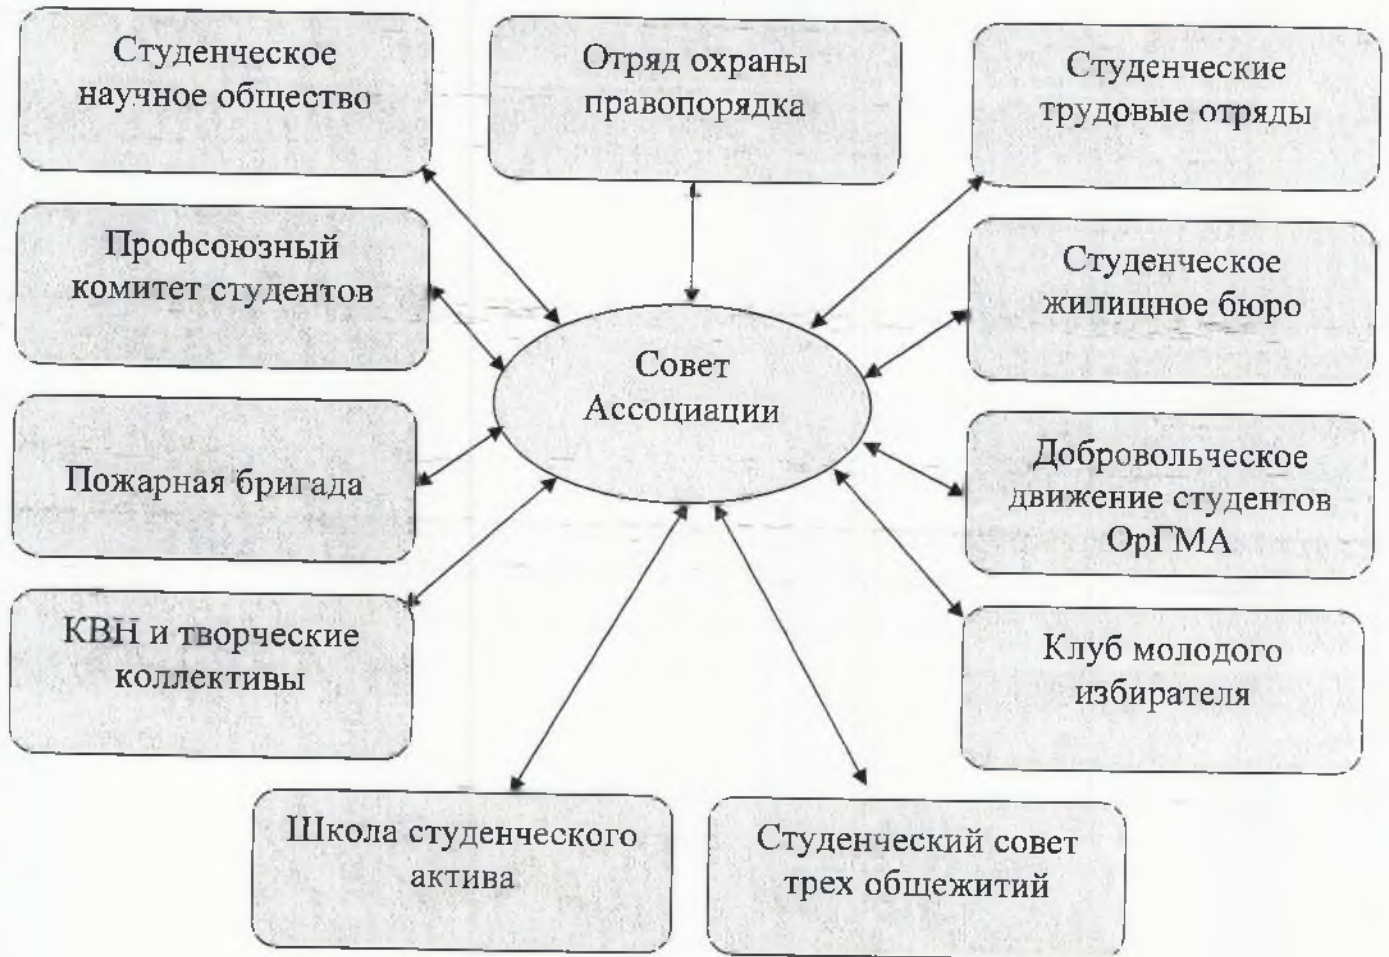 Студенческое
научное общество
Отряд охраны
правопорядка
Студенческие
трудовые отряды
Профсоюзный
комитет студентов
Студенческое
жилищное бюро
Совет
Ассоциации
Пожарная бригада
Добровольческое
движение студентов
ОрГМА
КВН и творческие
коллективы
Клуб молодого
избирателя
Школа студенческого
актива
Студенческий совет
трех общежитий